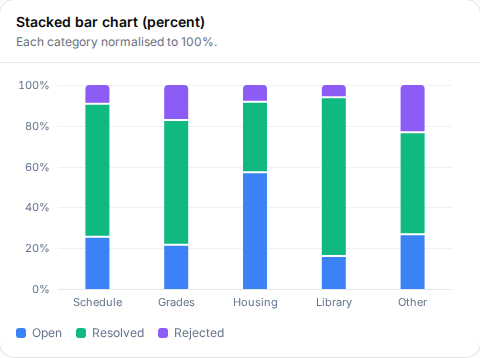 Stacked bar chart (percent)
Each category normalised to 100%.
100%
80%
60%
40%
20%
0%
Schedule Grades Housing Library Other
Open Resolved Rejected